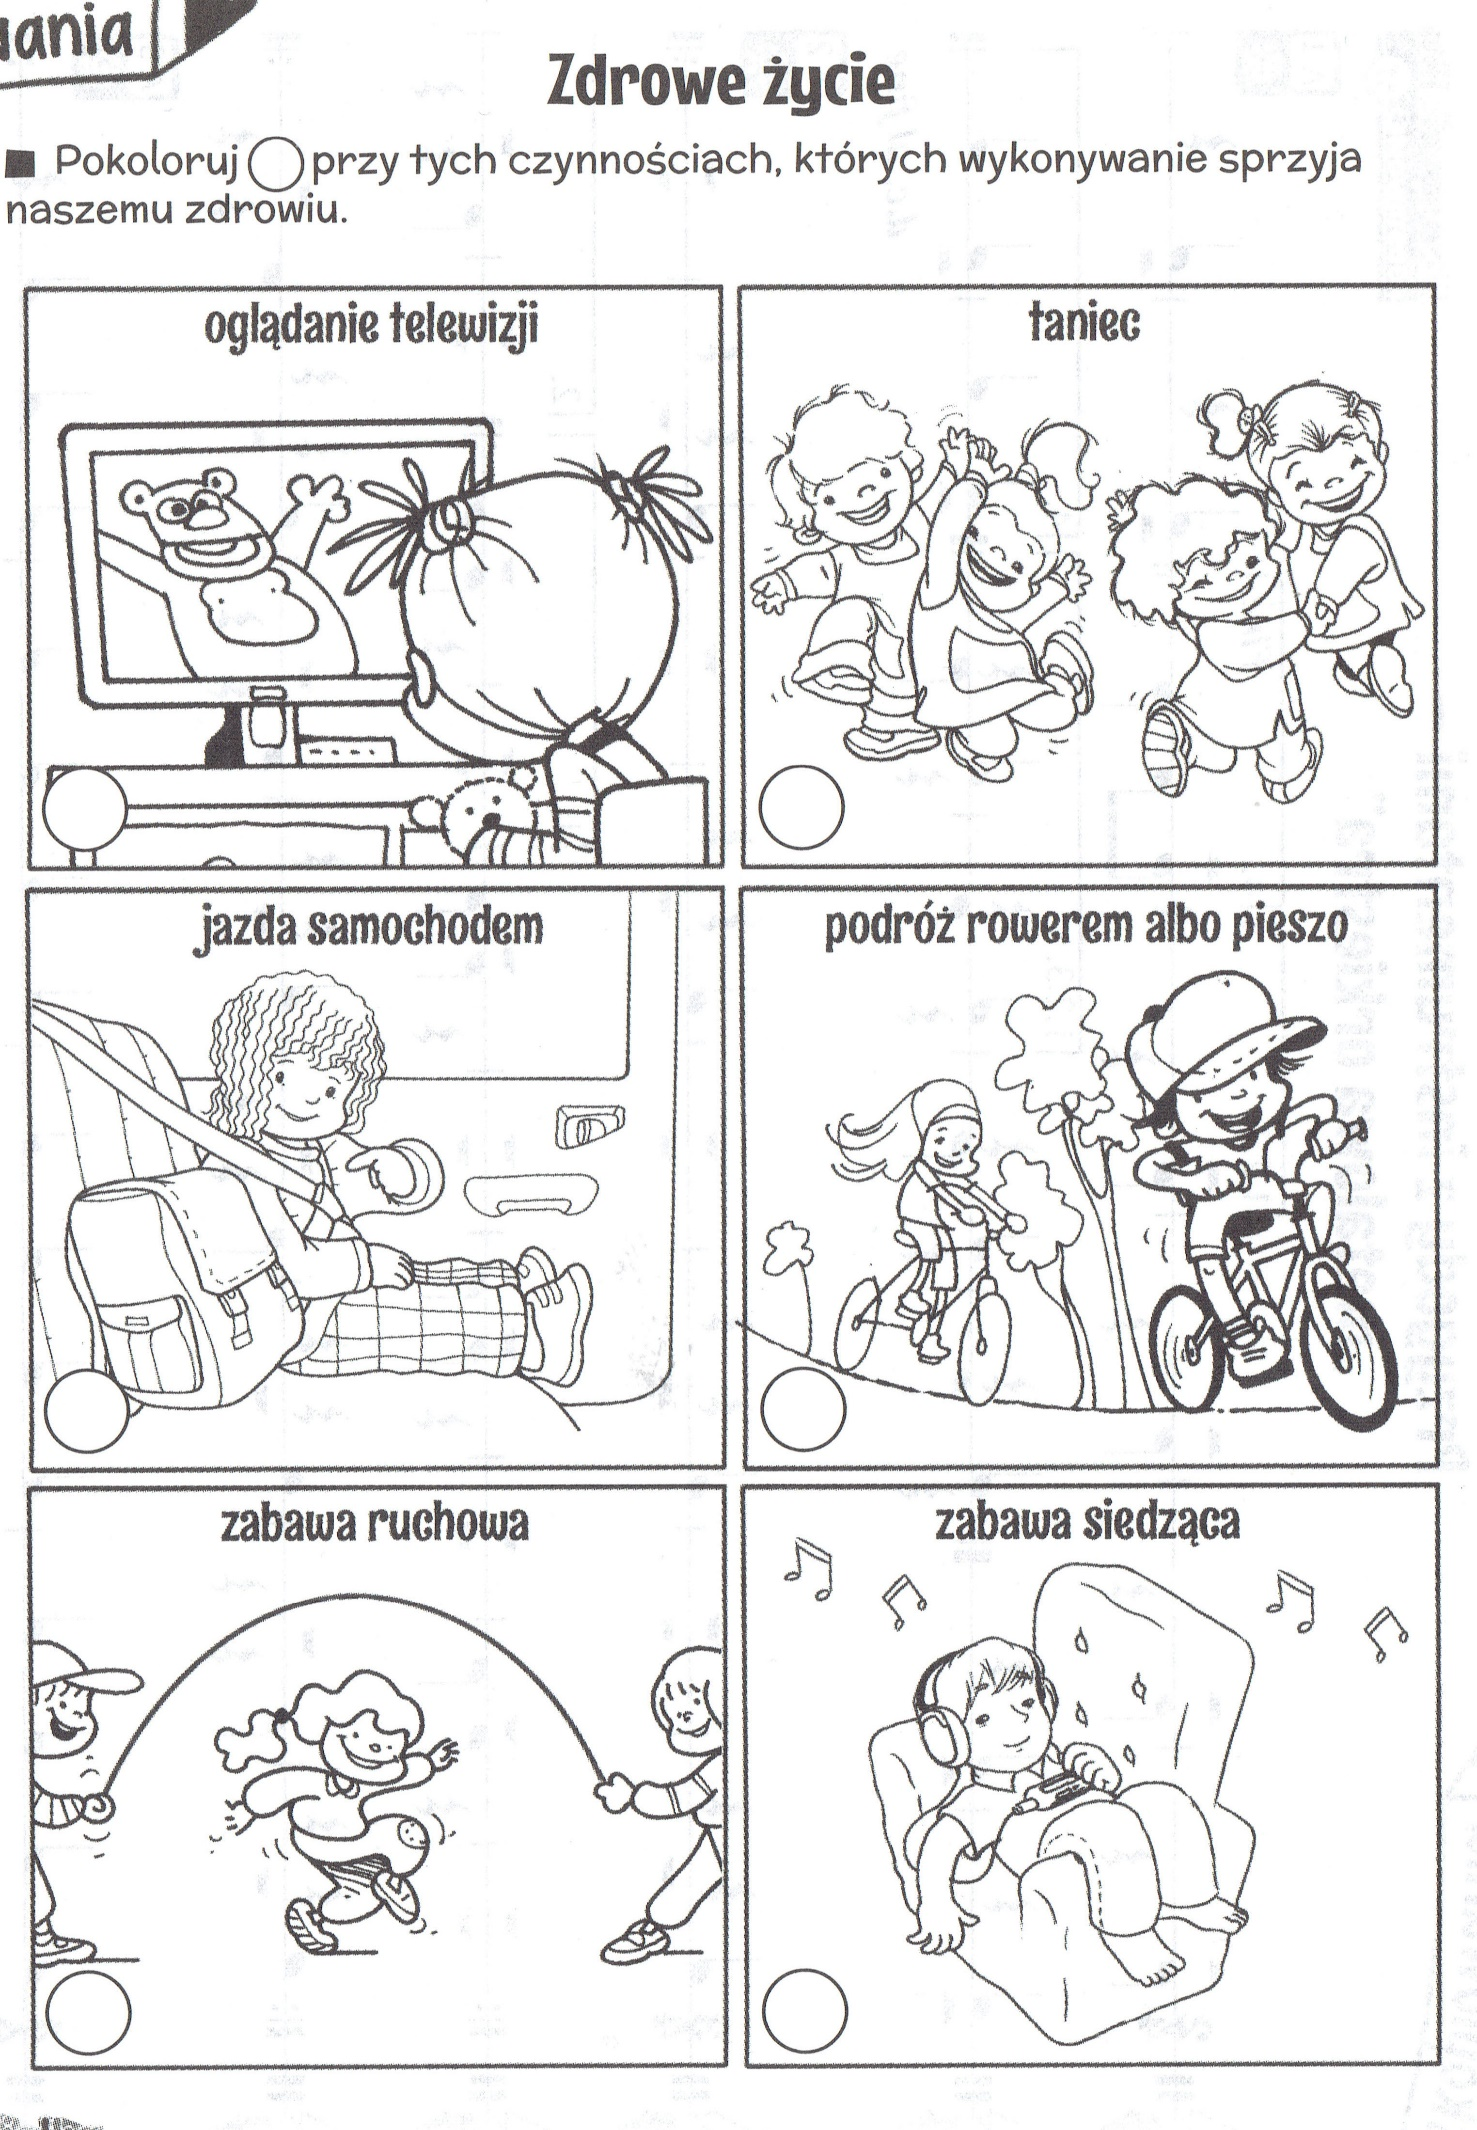 Zdrowe życie
Pokoloruj przy tych czynnościach, których wykonywanie sprzyja
naszemu zdrowiu.
oglądanie telewizji
taniec
jazda samochodem
podróż rowerem albo pieszo
zabawa ruchowa
zabawa siedząca